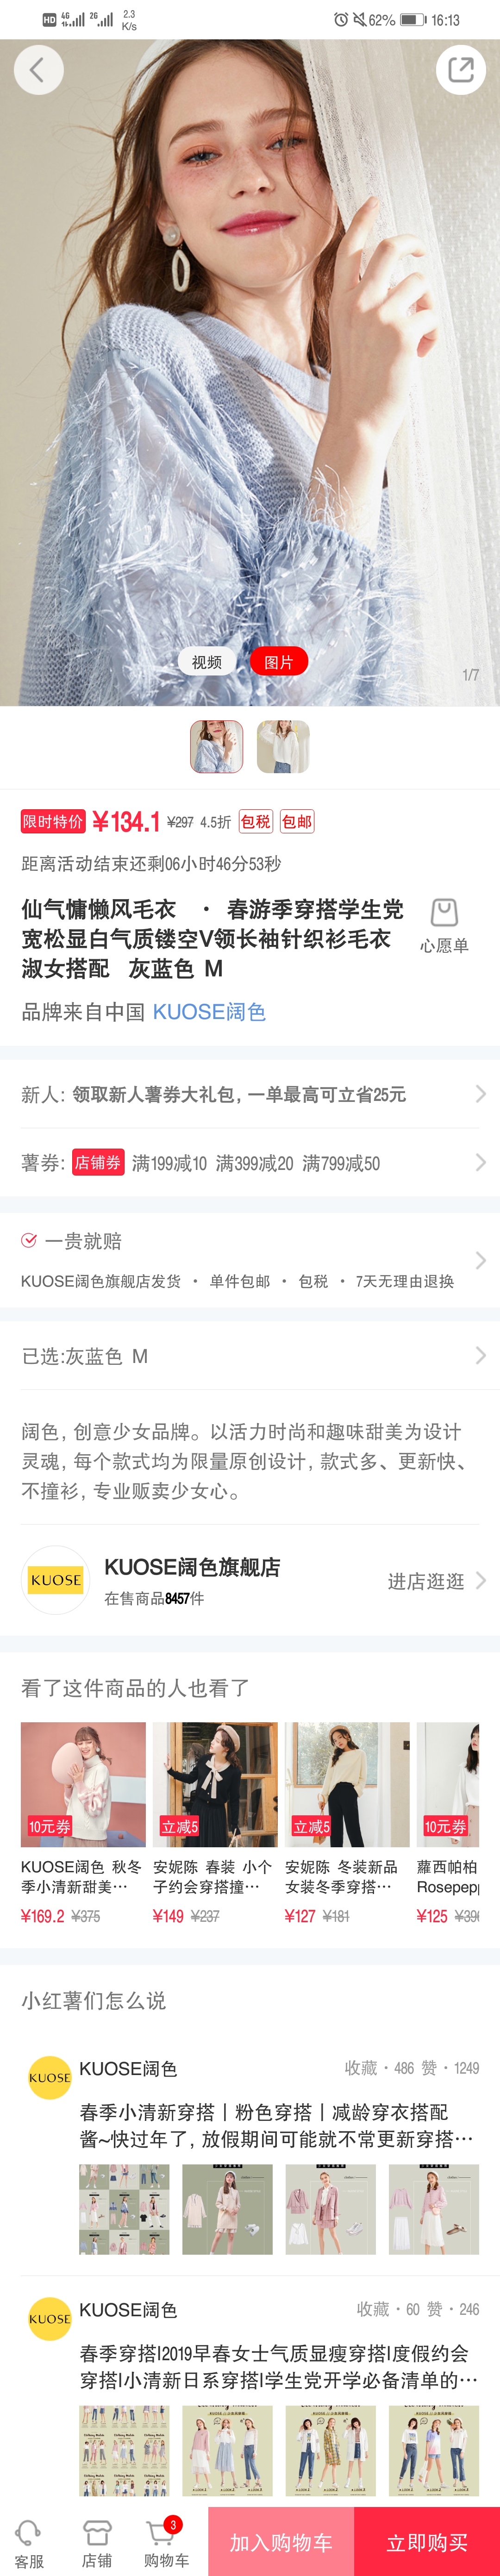 HD 4G 2G 2.3 K/s 62% 16:13
视频 图片 1/7
限时特价 ¥134.1 ¥297 4.5折 包税 包邮
距离活动结束还剩06小时46分53秒
仙气慵懒风毛衣 · 春游季穿搭学生党
宽松显白气质镂空V领长袖针织衫毛衣
淑女搭配 灰蓝色 M
心愿单
品牌来自中国 KUOSE阔色
新人: 领取新人薯券大礼包, 一单最高可立省25元
薯券: 店铺券 满199减10 满399减20 满799减50
一贵就赔
KUOSE阔色旗舰店发货 · 单件包邮 · 包税 · 7天无理由退换
已选:灰蓝色 M
阔色, 创意少女品牌。以活力时尚和趣味甜美为设计
灵魂, 每个款式均为限量原创设计, 款式多、更新快、
不撞衫, 专业贩卖少女心。
KUOSE
KUOSE阔色旗舰店
在售商品8457件
进店逛逛
看了这件商品的人也看了
10元券 立减5 立减5 10元券
KUOSE阔色 秋冬
季小清新甜美…
¥169.2 ¥375
安妮陈 春装 小个
子约会穿搭撞…
¥149 ¥237
安妮陈 冬装新品
女装冬季穿搭…
¥127 ¥181
蘿西帕柏
Rosepep
¥125
小红薯们怎么说
KUOSE
KUOSE阔色 收藏 · 486 赞 · 1249
春季小清新穿搭丨粉色穿搭丨减龄穿衣搭配
酱~快过年了, 放假期间可能就不常更新穿搭…
KUOSE
KUOSE阔色 收藏 · 60 赞 · 246
春季穿搭|2019早春女士气质显瘦穿搭|度假约会
穿搭|小清新日系穿搭|学生党开学必备清单的…
3
客服 店铺 购物车 加入购物车 立即购买